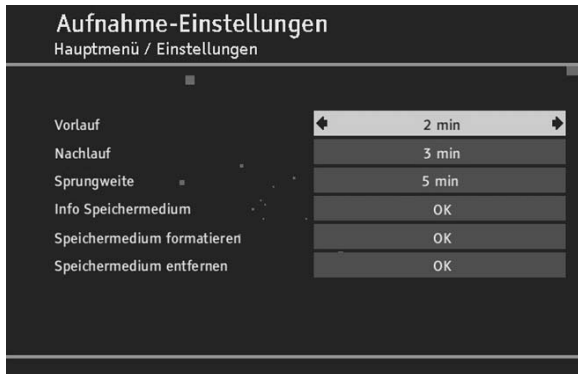 Aufnahme-Einstellungen
Hauptmenü / Einstellungen
Vorlauf 2 min
Nachlauf 3 min
Sprungweite 5 min
Info Speichermedium OK
Speichermedium formatieren OK
Speichermedium entfernen OK